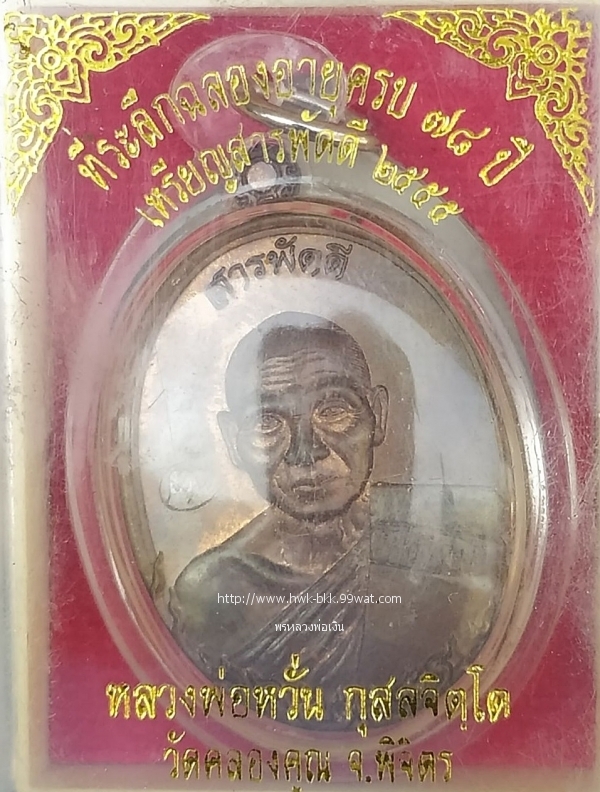 ที่ระลึกฉลองอายุครบ ๗๘ ปี
เหรียญสารพัดดี ๒๕๕๕
สารพัดดี
http://www.hwk-blk.99wat.com
พรหลวงพ่อเงิน
หลวงพ่อหวั่น กุสลจิตฺโต
วัดคลองคูณ จ.พิจิตร